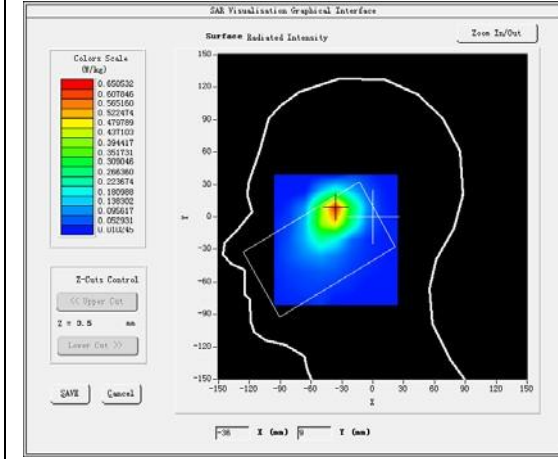 SAR Visualisation Graphical Interface
Surface Radiated Intensity
Zoom In/Out
Colors Scale
(W/kg)
0.650532
0.607846
0.565160
0.522474
0.479789
0.437103
0.394417
0.351731
0.309046
0.266360
0.223674
0.180988
0.138302
0.095617
0.052931
0.010245
150
120
90
60
30
0
-30
-60
-90
-120
-150
Y
-150 -120 -90 -60 -30 0 30 60 90 120 150
X
Z-Cuts Control
<< Upper Cut
Z = 0.5 mm
Lower Cut >>
SAVE Cancel
-36 X (mm) 9 Y (mm)